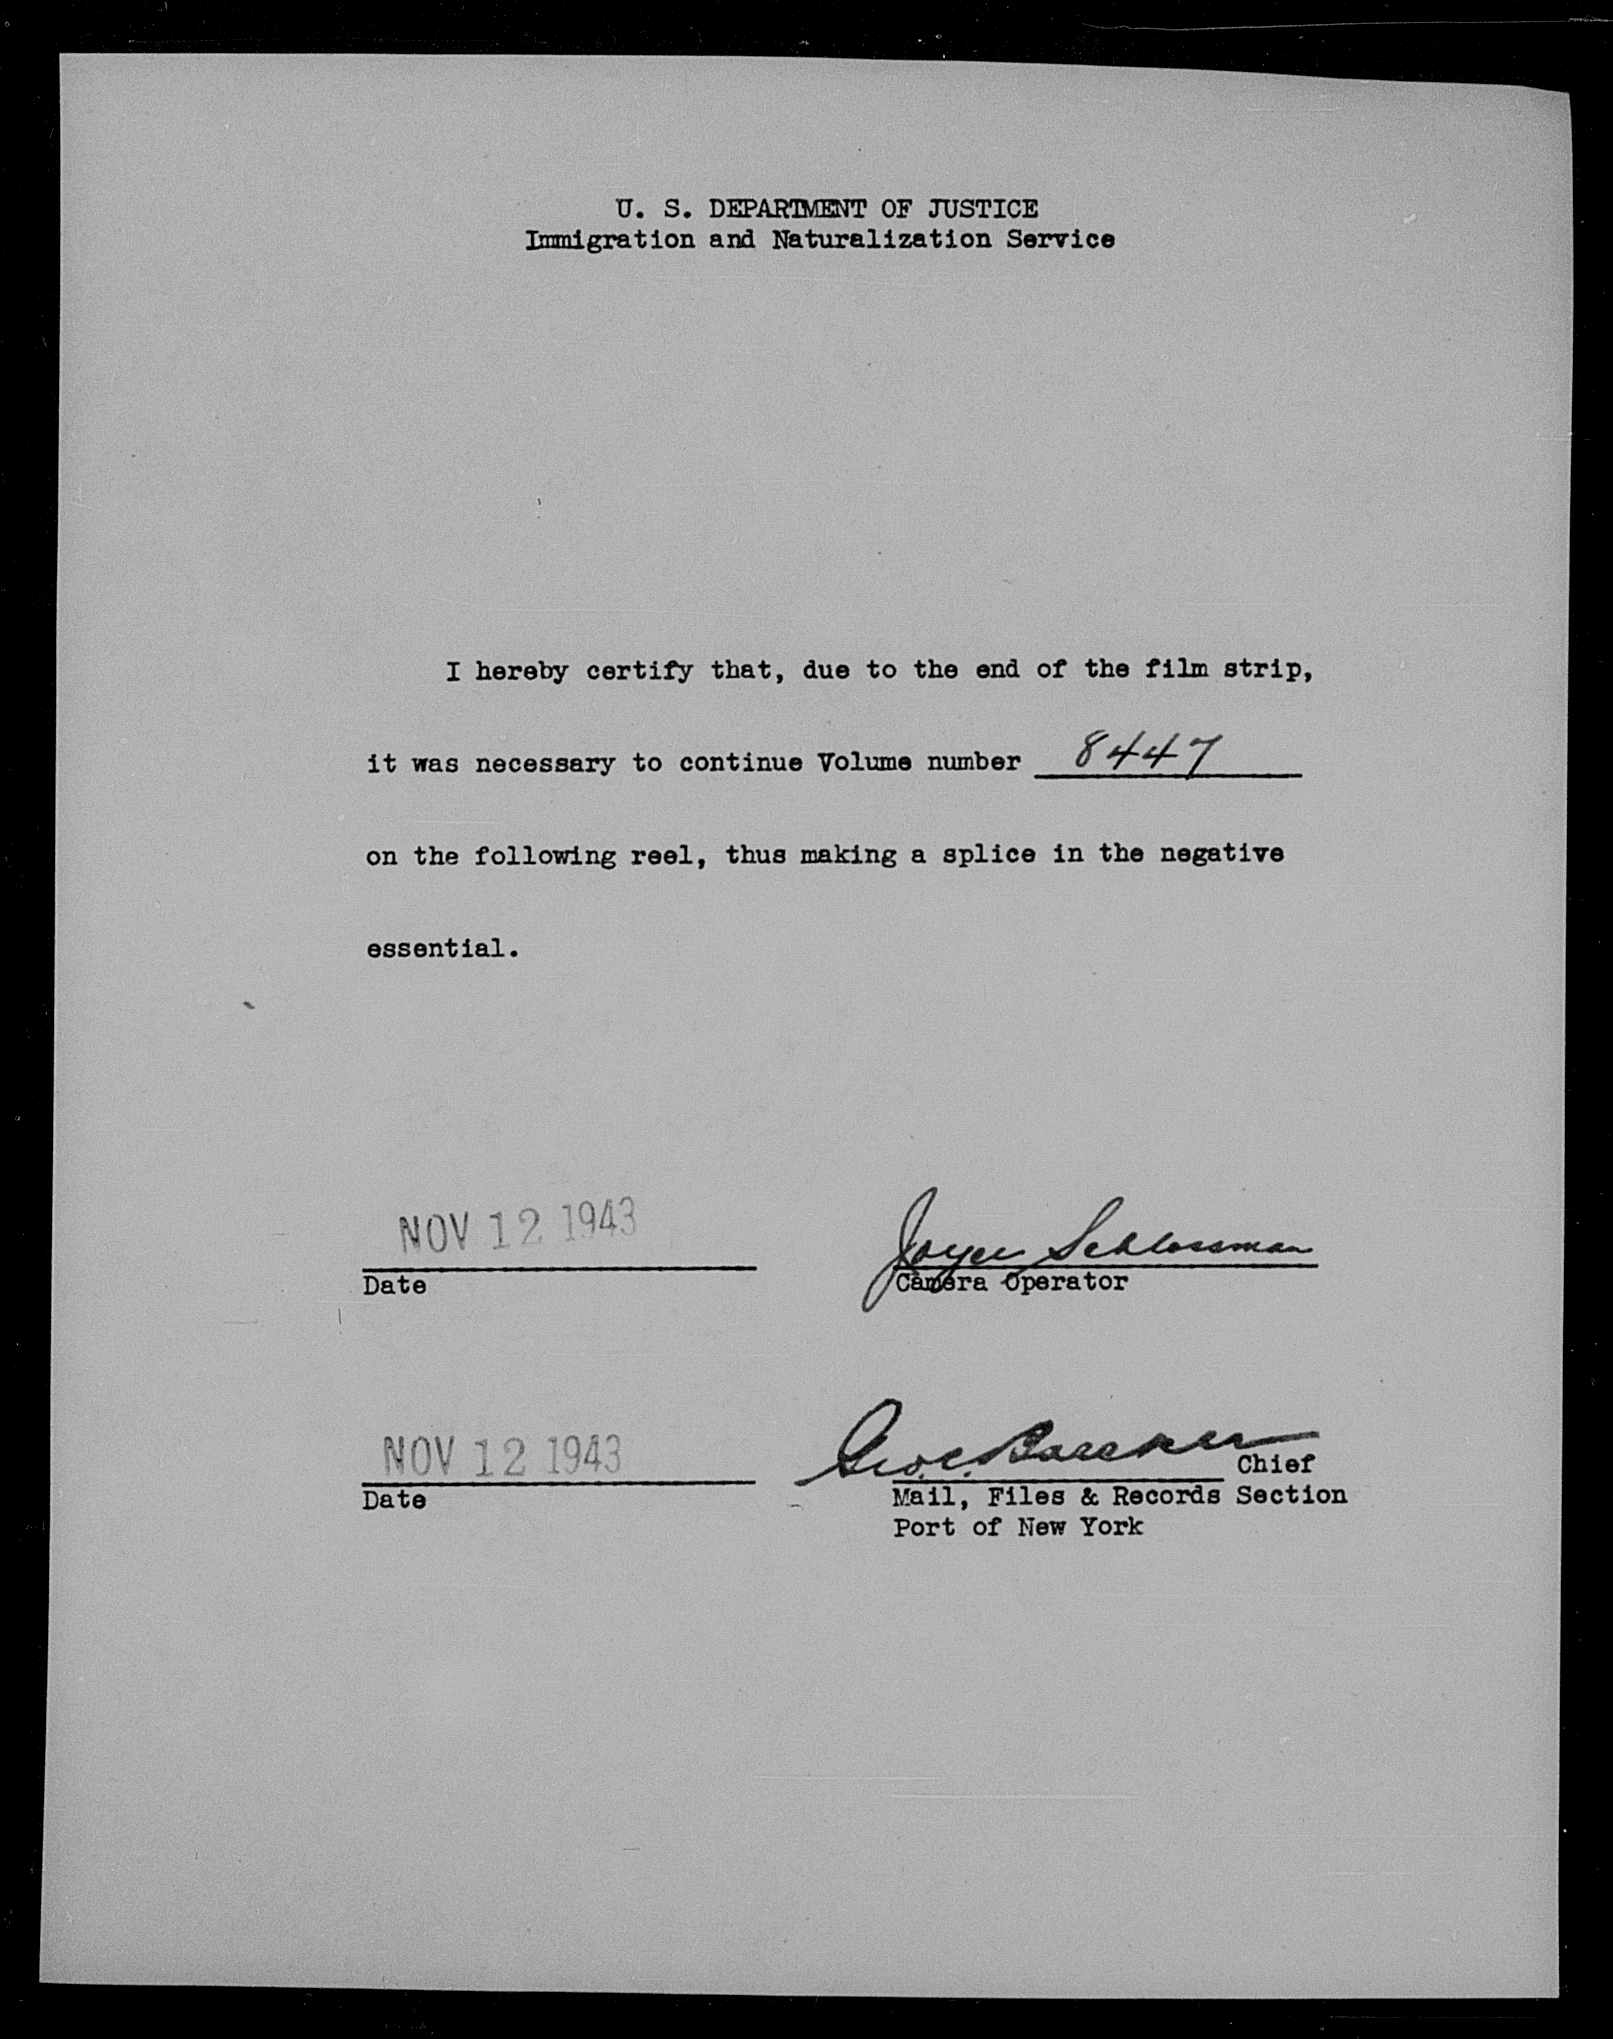 U. S. DEPARTMENT OF JUSTICE
Immigration and Naturalization Service
I hereby certify that, due to the end of the film strip,
it was necessary to continue Volume number 8447
on the following reel, thus making a splice in the negative
essential.
NOV 12 1943
Joyce Schlossman
Date
Camera Operator
NOV 12 1943
Geo. C.
Chief
Date
Mail, Files & Records Section
Port of New York